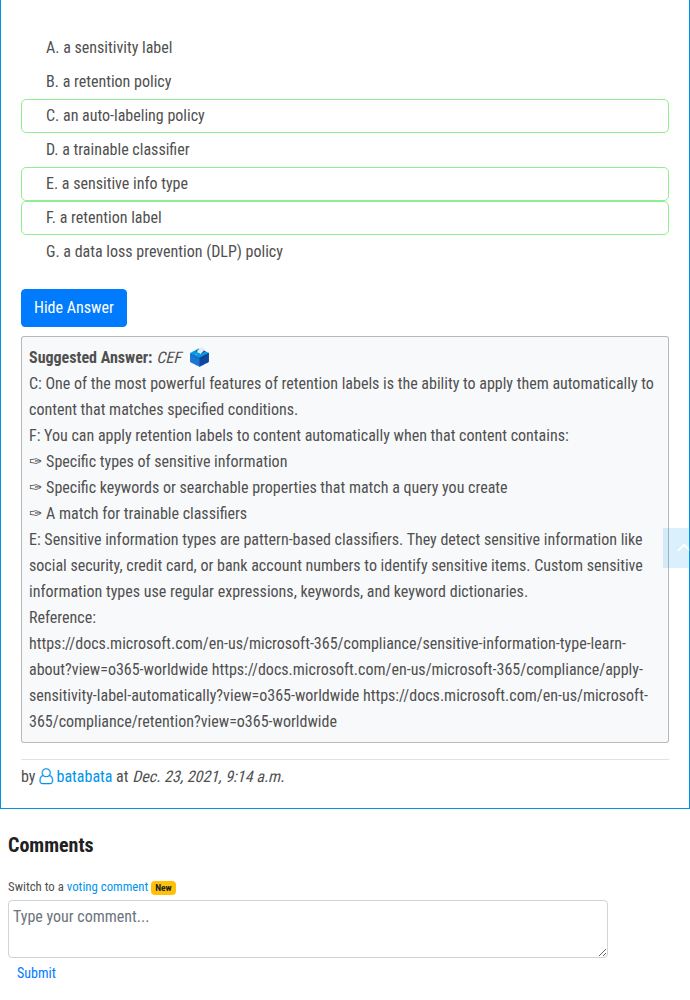 A. a sensitivity label
B. a retention policy
C. an auto-labeling policy
D. a trainable classifier
E. a sensitive info type
F. a retention label
G. a data loss prevention (DLP) policy
Hide Answer
Suggested Answer: CEF
C: One of the most powerful features of retention labels is the ability to apply them automatically to
content that matches specified conditions.
F: You can apply retention labels to content automatically when that content contains:
✑ Specific types of sensitive information
✑ Specific keywords or searchable properties that match a query you create
✑ A match for trainable classifiers
E: Sensitive information types are pattern-based classifiers. They detect sensitive information like
social security, credit card, or bank account numbers to identify sensitive items. Custom sensitive
information types use regular expressions, keywords, and keyword dictionaries.
Reference:
https://docs.microsoft.com/en-us/microsoft-365/compliance/sensitive-information-type-learn-
about?view=o365-worldwide https://docs.microsoft.com/en-us/microsoft-365/compliance/apply-
sensitivity-label-automatically?view=o365-worldwide https://docs.microsoft.com/en-us/microsoft-
365/compliance/retention?view=o365-worldwide
by batabata at Dec. 23, 2021, 9:14 a.m.
Comments
Switch to a voting comment New
Type your comment...
Submit